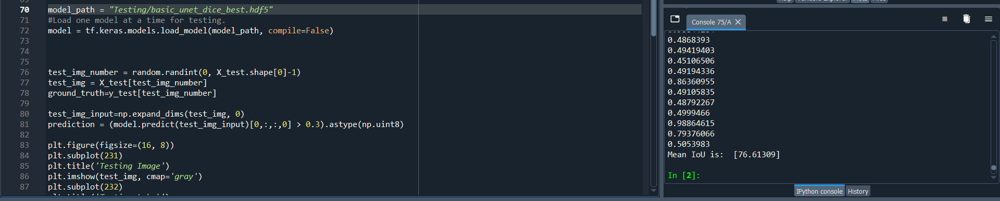 70 model_path = "Testing/basic_unet_dice_best.hdf5"
71 #Load one model at a time for testing.
72 model = tf.keras.models.load_model(model_path, compile=False)
73
74
75
76 test_img_number = random.randint(0, X_test.shape[0]-1)
77 test_img = X_test[test_img_number]
78 ground_truth=y_test[test_img_number]
79
80 test_img_input=np.expand_dims(test_img, 0)
81 prediction = (model.predict(test_img_input)[0,:,:,0] > 0.3).astype(np.uint8)
82
83 plt.figure(figsize=(16, 8))
84 plt.subplot(231)
85 plt.title('Testing Image')
86 plt.imshow(test_img, cmap='gray')
87 plt.subplot(232)
Console 75/A
0.4868393
0.49419403
0.45106506
0.49194336
0.86360955
0.49105835
0.48792267
0.4999466
0.98864615
0.79376066
0.5053983
Mean IoU is:  [76.61309]
In [2]:
IPython console History